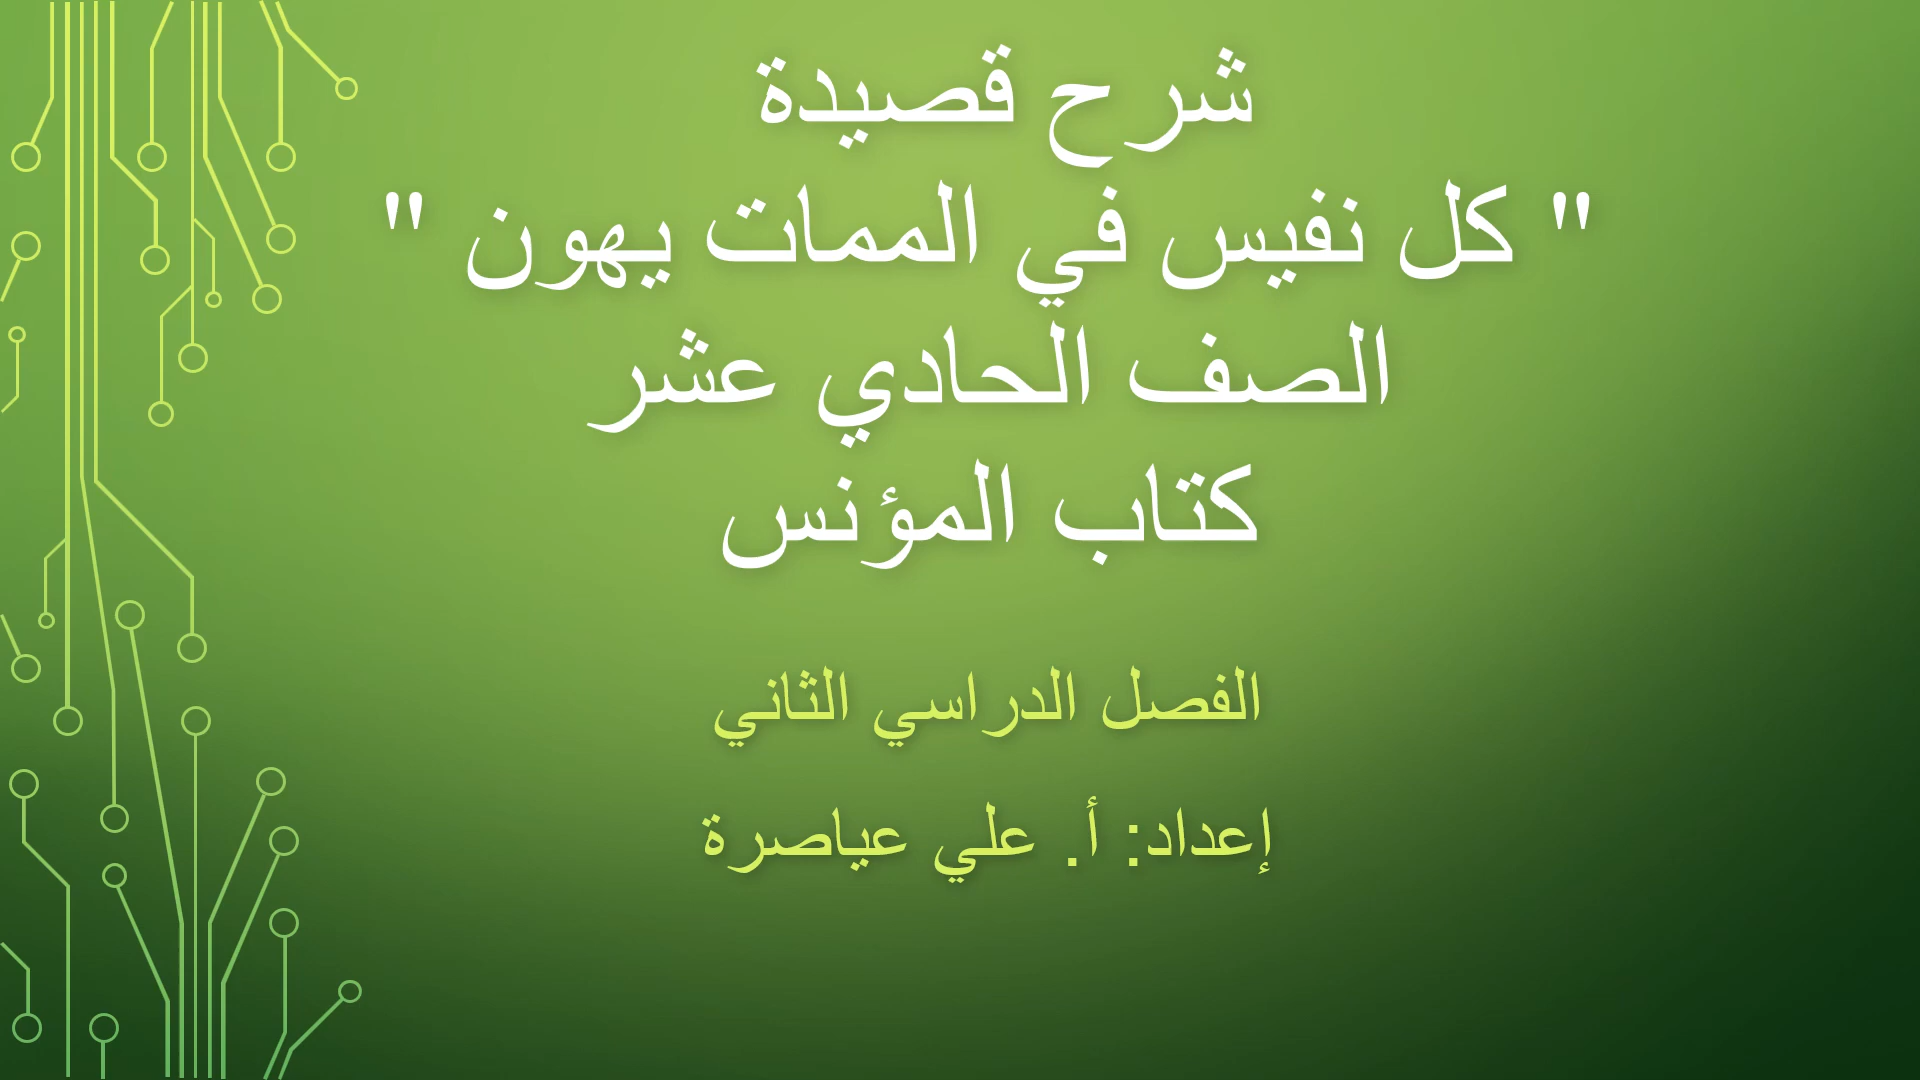 شرح قصيدة
" كل نفيس في الممات يهون "
الصف الحادي عشر
كتاب المؤنس
الفصل الدراسي الثاني
إعداد: أ. علي عياصرة